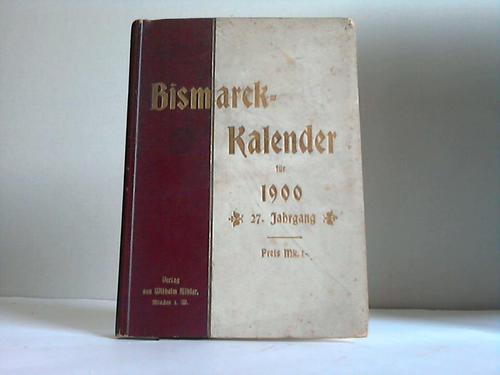 Bismarck-
Kalender
für
1900
27. Jahrgang
Preis Mk. 1.-
Verlag
von Wilhelm Köhler,
Minden i. W.